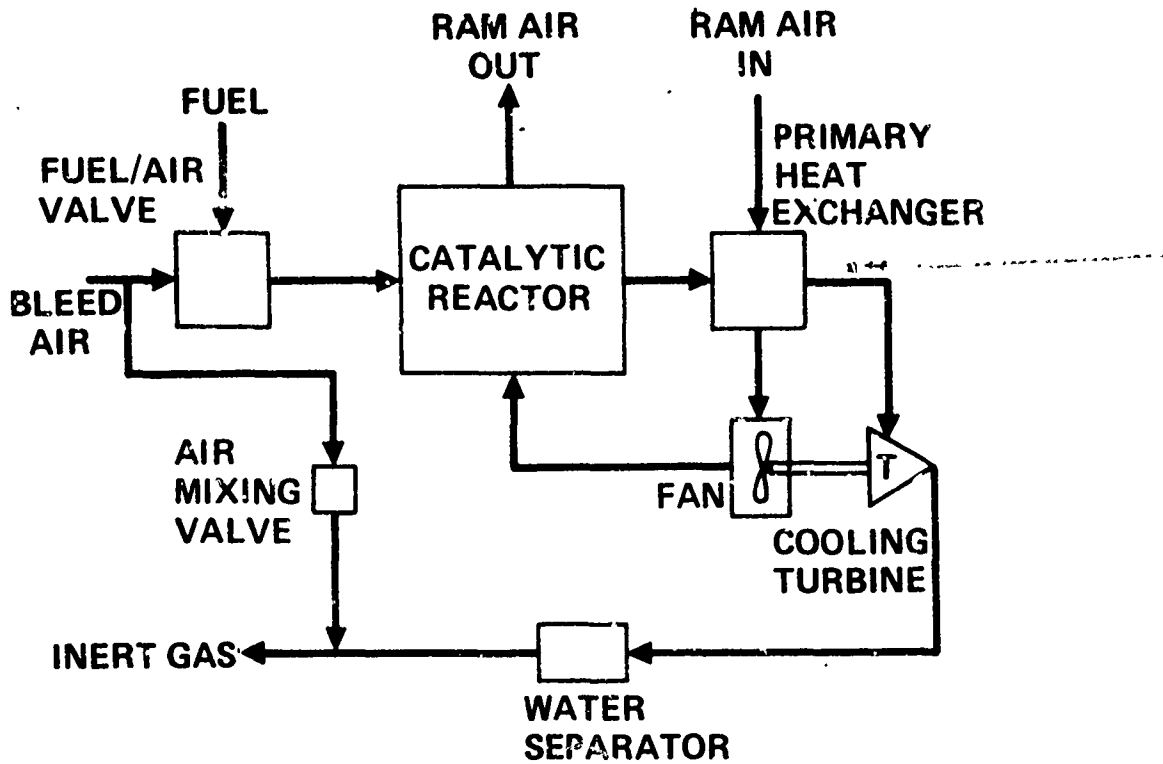 RAM AIR
OUT
RAM AIR
IN
FUEL
PRIMARY
HEAT
EXCHANGER
FUEL/AIR
VALVE
CATALYTIC
REACTOR
BLEED
AIR
AIR
MIXING
VALVE
FAN
T
COOLING
TURBINE
INERT GAS
WATER
SEPARATOR